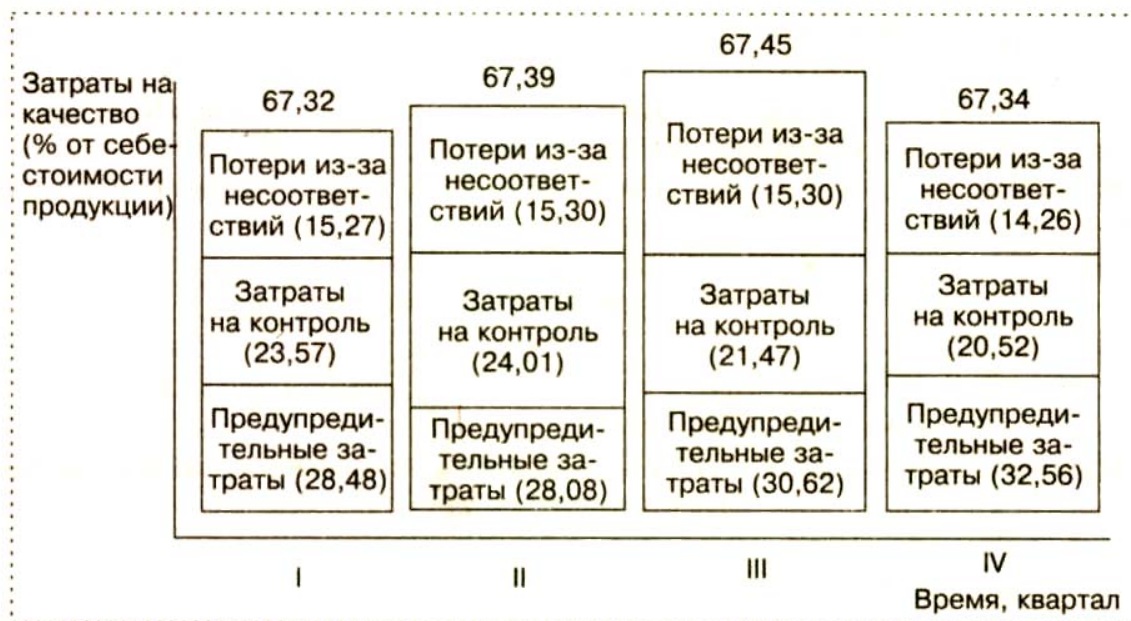 Затраты на
качество
(% от себе-
стоимости
продукции)
67,32
Потери из-за
несоответ-
ствий (15,27)
Затраты
на контроль
(23,57)
Предупреди-
тельные за-
траты (28,48)
67,39
Потери из-за
несоответ-
ствий (15,30)
Затраты
на контроль
(24,01)
Предупреди-
тельные за-
траты (28,08)
67,45
Потери из-за
несоответ-
ствий (15,30)
Затраты
на контроль
(21,47)
Предупреди-
тельные за-
траты (30,62)
67,34
Потери из-за
несоответ-
ствий (14,26)
Затраты
на контроль
(20,52)
Предупреди-
тельные за-
траты (32,56)
I
II
III
IV
Время, квартал